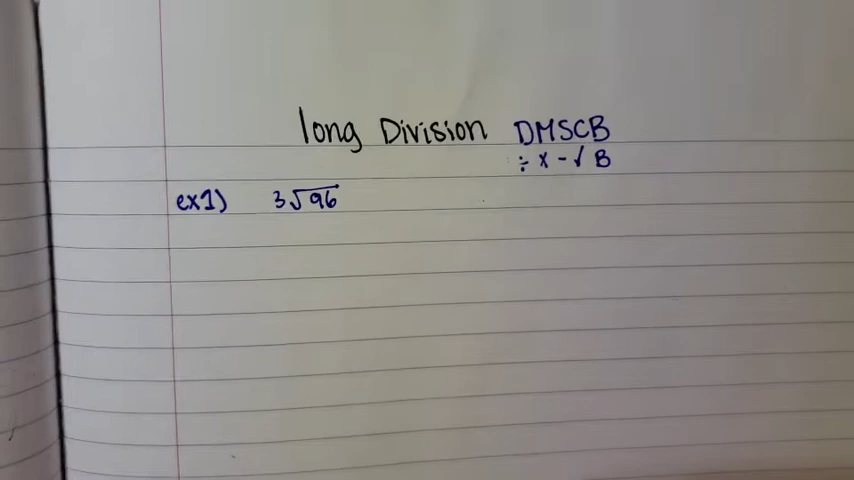 long Division DMSCB
÷ x - √ B
ex1) 3√96